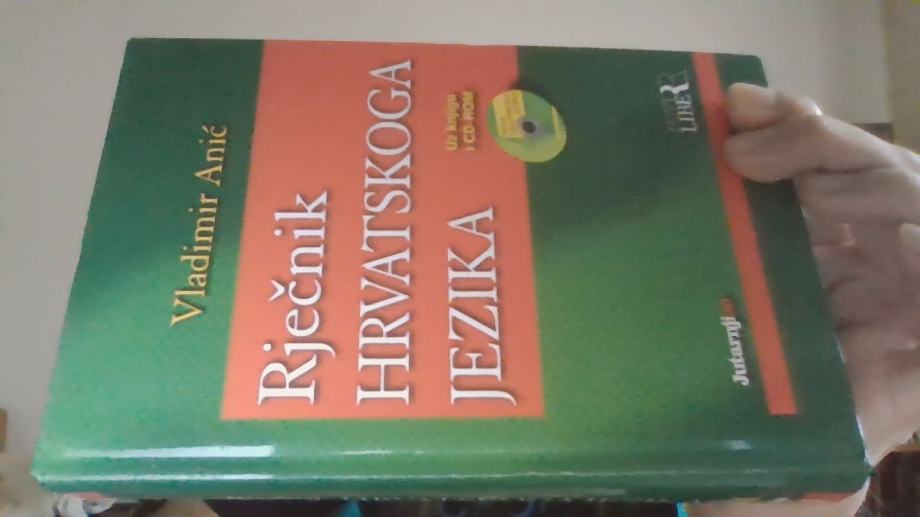 Vladimir Anić
Rječnik
HRVATSKOGA
JEZIKA
Uz knjigu
i CD-ROM
LIBER
Jutarnji